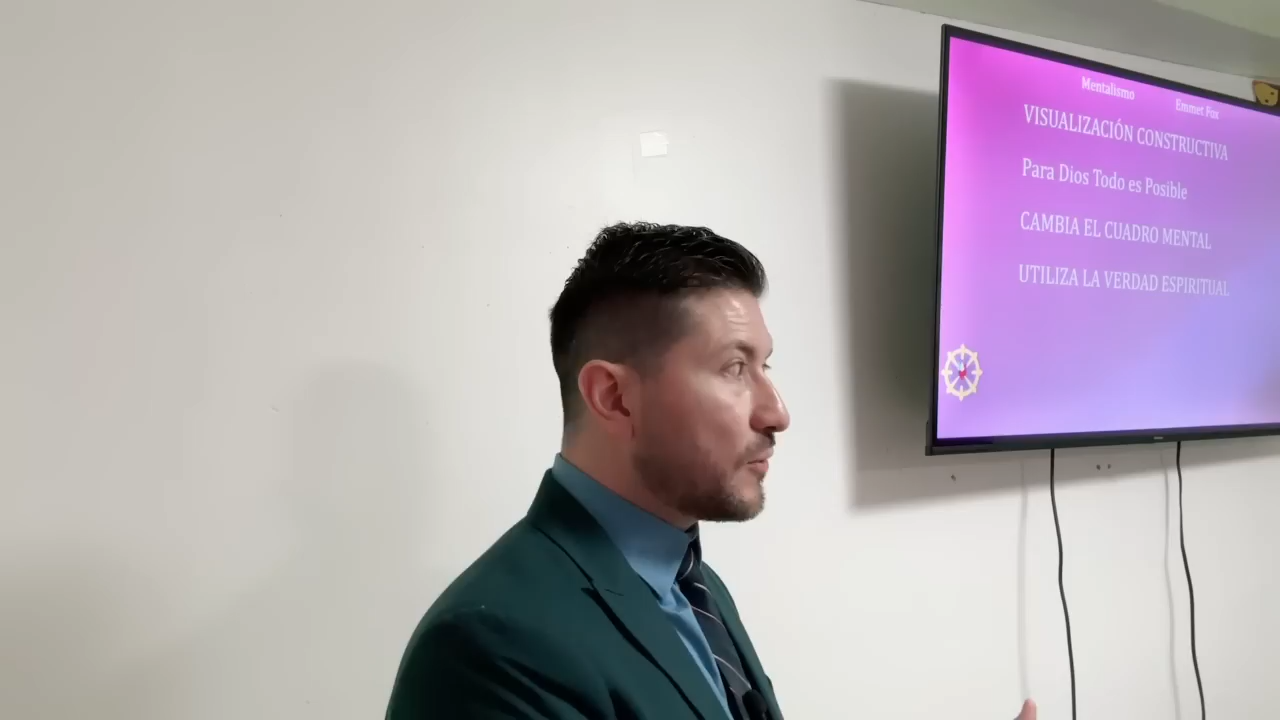 Mentalismo Emmet Fox
VISUALIZACIÓN CONSTRUCTIVA
Para Dios Todo es Posible
CAMBIA EL CUADRO MENTAL
UTILIZA LA VERDAD ESPIRITUAL